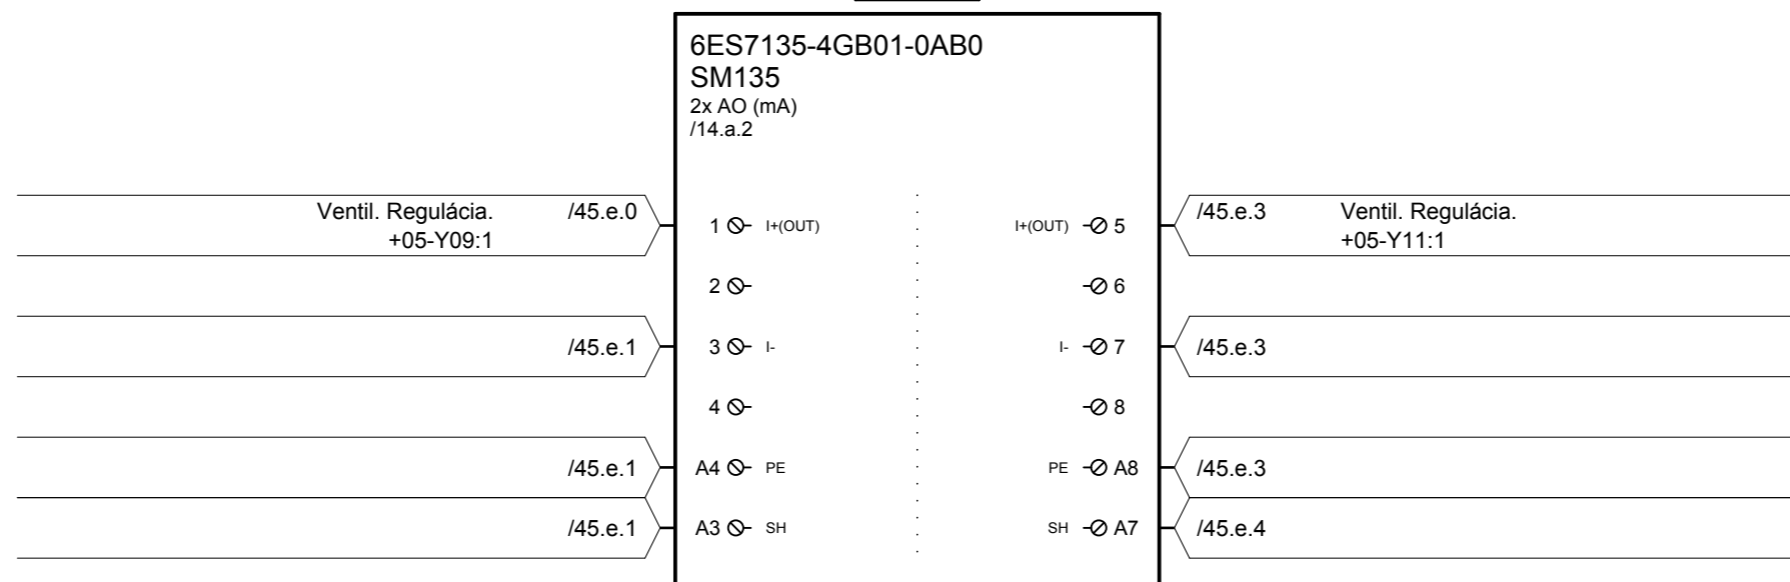 6ES7135-4GB01-0AB0
SM135
2x AO (mA)
/14.a.2
Ventil. Regulácia. /45.e.0 1 I+(OUT) I+(OUT) 5 /45.e.3 Ventil. Regulácia.
+05-Y09:1 +05-Y11:1
2 6
/45.e.1 3 I- I- 7 /45.e.3
4 8
/45.e.1 A4 PE PE A8 /45.e.3
/45.e.1 A3 SH SH A7 /45.e.4